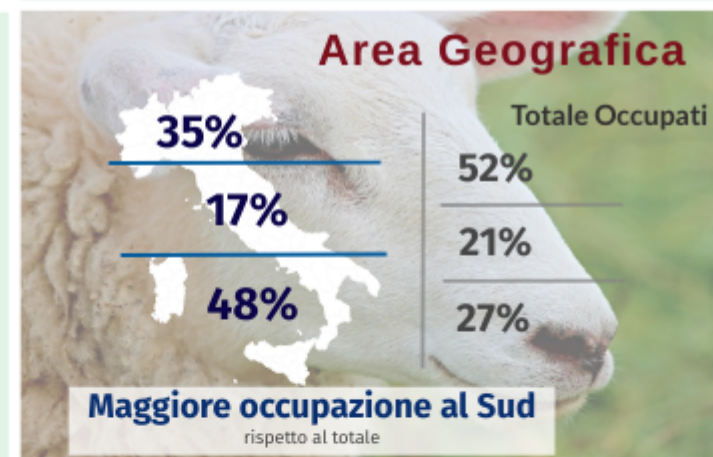 Area Geografica
Totale Occupati
35%
52%
17%
21%
48%
27%
Maggiore occupazione al Sud
rispetto al totale